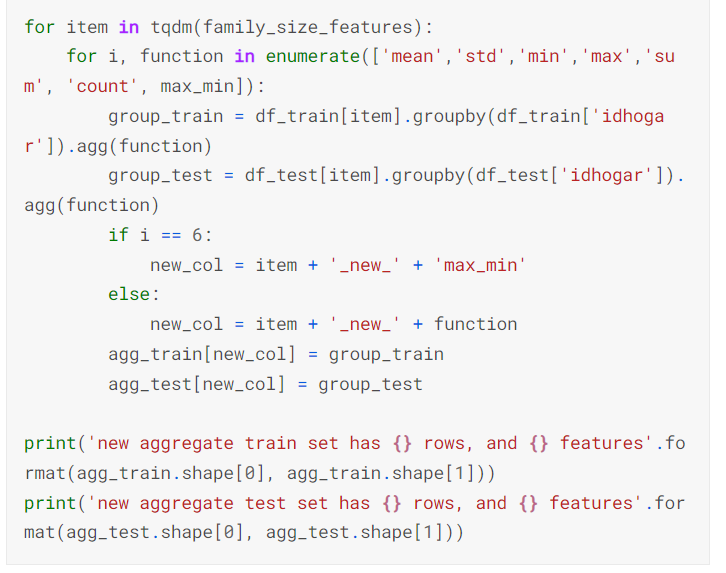 for item in tqdm(family_size_features):
    for i, function in enumerate(['mean','std','min','max','su
m', 'count', max_min]):
        group_train = df_train[item].groupby(df_train['idhoga
r']).agg(function)
        group_test = df_test[item].groupby(df_test['idhogar']).
agg(function)
        if i == 6:
            new_col = item + '_new_' + 'max_min'
        else:
            new_col = item + '_new_' + function
        agg_train[new_col] = group_train
        agg_test[new_col] = group_test

print('new aggregate train set has {} rows, and {} features'.fo
rmat(agg_train.shape[0], agg_train.shape[1]))
print('new aggregate test set has {} rows, and {} features'.for
mat(agg_test.shape[0], agg_test.shape[1]))